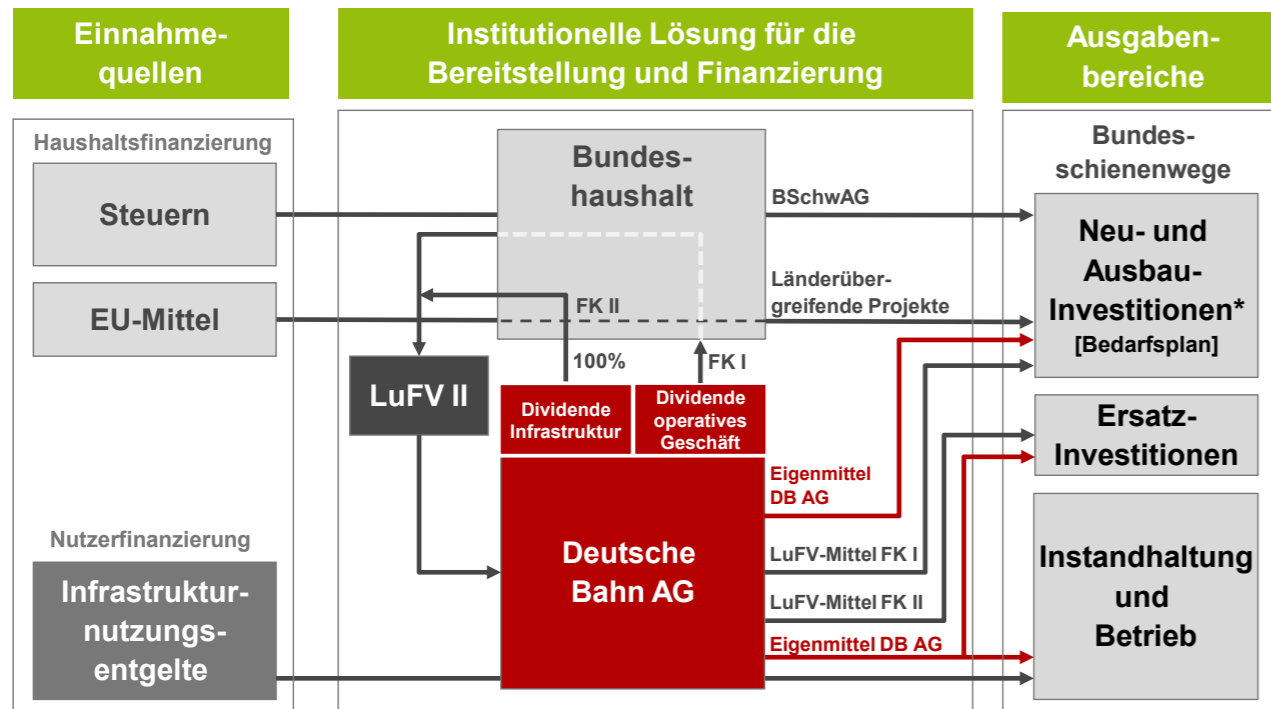 Einnahme-
quellen
Institutionelle Lösung für die
Bereitstellung und Finanzierung
Ausgaben-
bereiche
Haushaltsfinanzierung
Steuern
EU-Mittel
Nutzerfinanzierung
Infrastruktur-
nutzungs-
entgelte
Bundes-
haushalt
FK II
100%
FK I
LuFV II
Dividende
Infrastruktur
Dividende
operatives
Geschäft
Deutsche
Bahn AG
BSchwAG
Länderüber-
greifende Projekte
Eigenmittel
DB AG
LuFV-Mittel FK I
LuFV-Mittel FK II
Eigenmittel DB AG
Bundes-
schienenwege
Neu- und
Ausbau-
Investitionen*
[Bedarfsplan]
Ersatz-
Investitionen
Instandhaltung
und
Betrieb